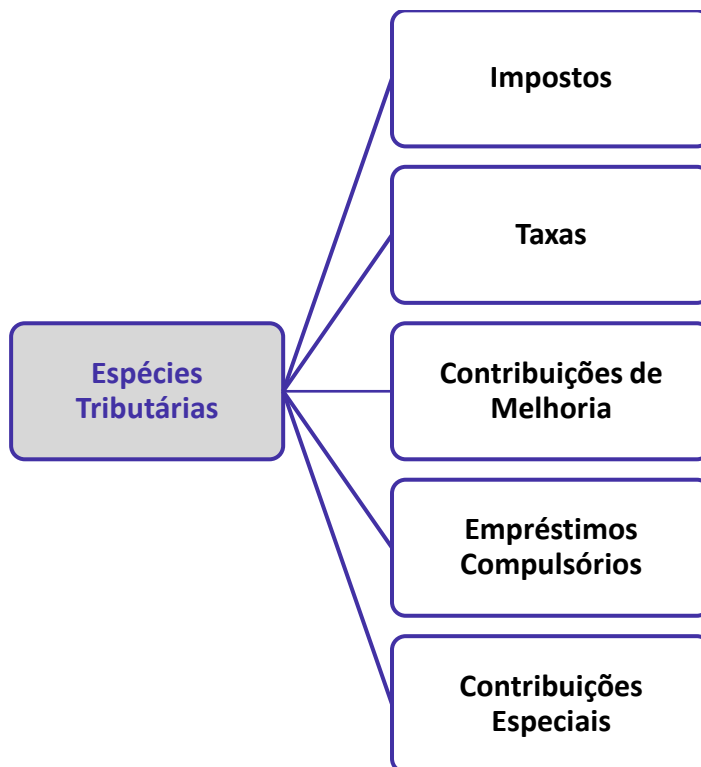 Impostos
Taxas
Espécies
Tributárias
Contribuições de
Melhoria
Empréstimos
Compulsórios
Contribuições
Especiais